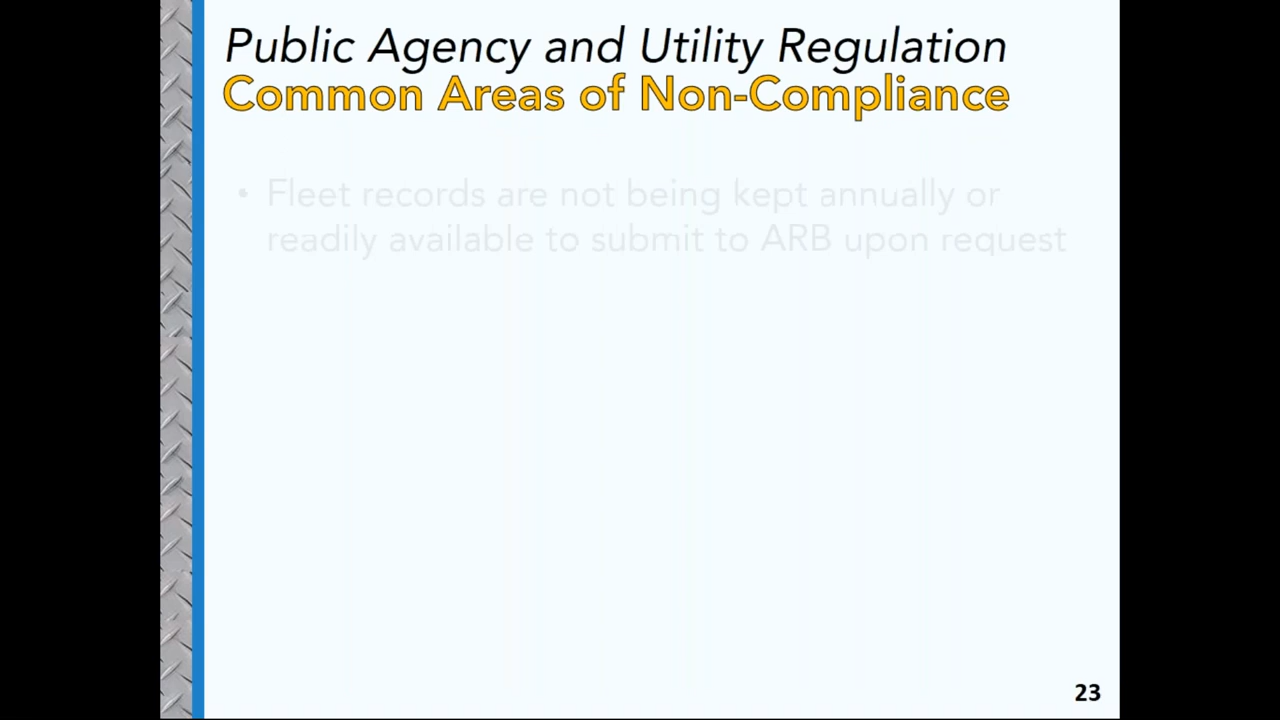 Public Agency and Utility Regulation
Common Areas of Non-Compliance
• Fleet records are not being kept annually or
readily available to submit to ARB upon request
23